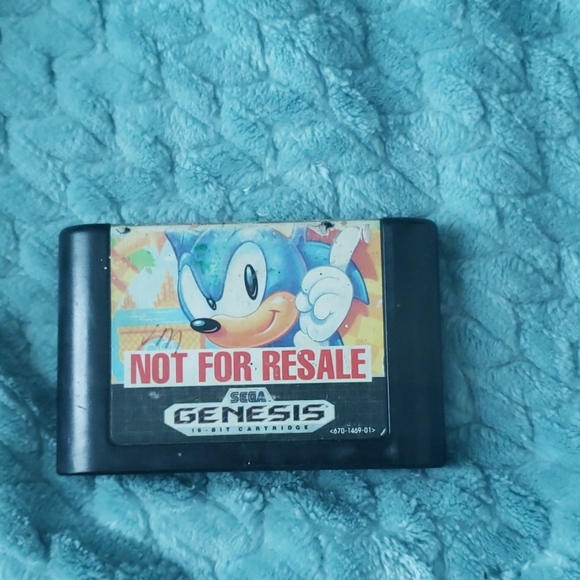 NOT FOR RESALE
SEGA
GENESIS
16-BIT CARTRIDGE
<670-1469-01>